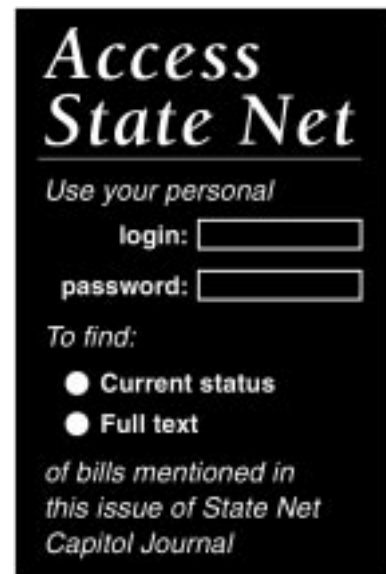 Access
State Net
Use your personal
login:
password:
To find:
Current status
Full text
of bills mentioned in
this issue of State Net
Capitol Journal